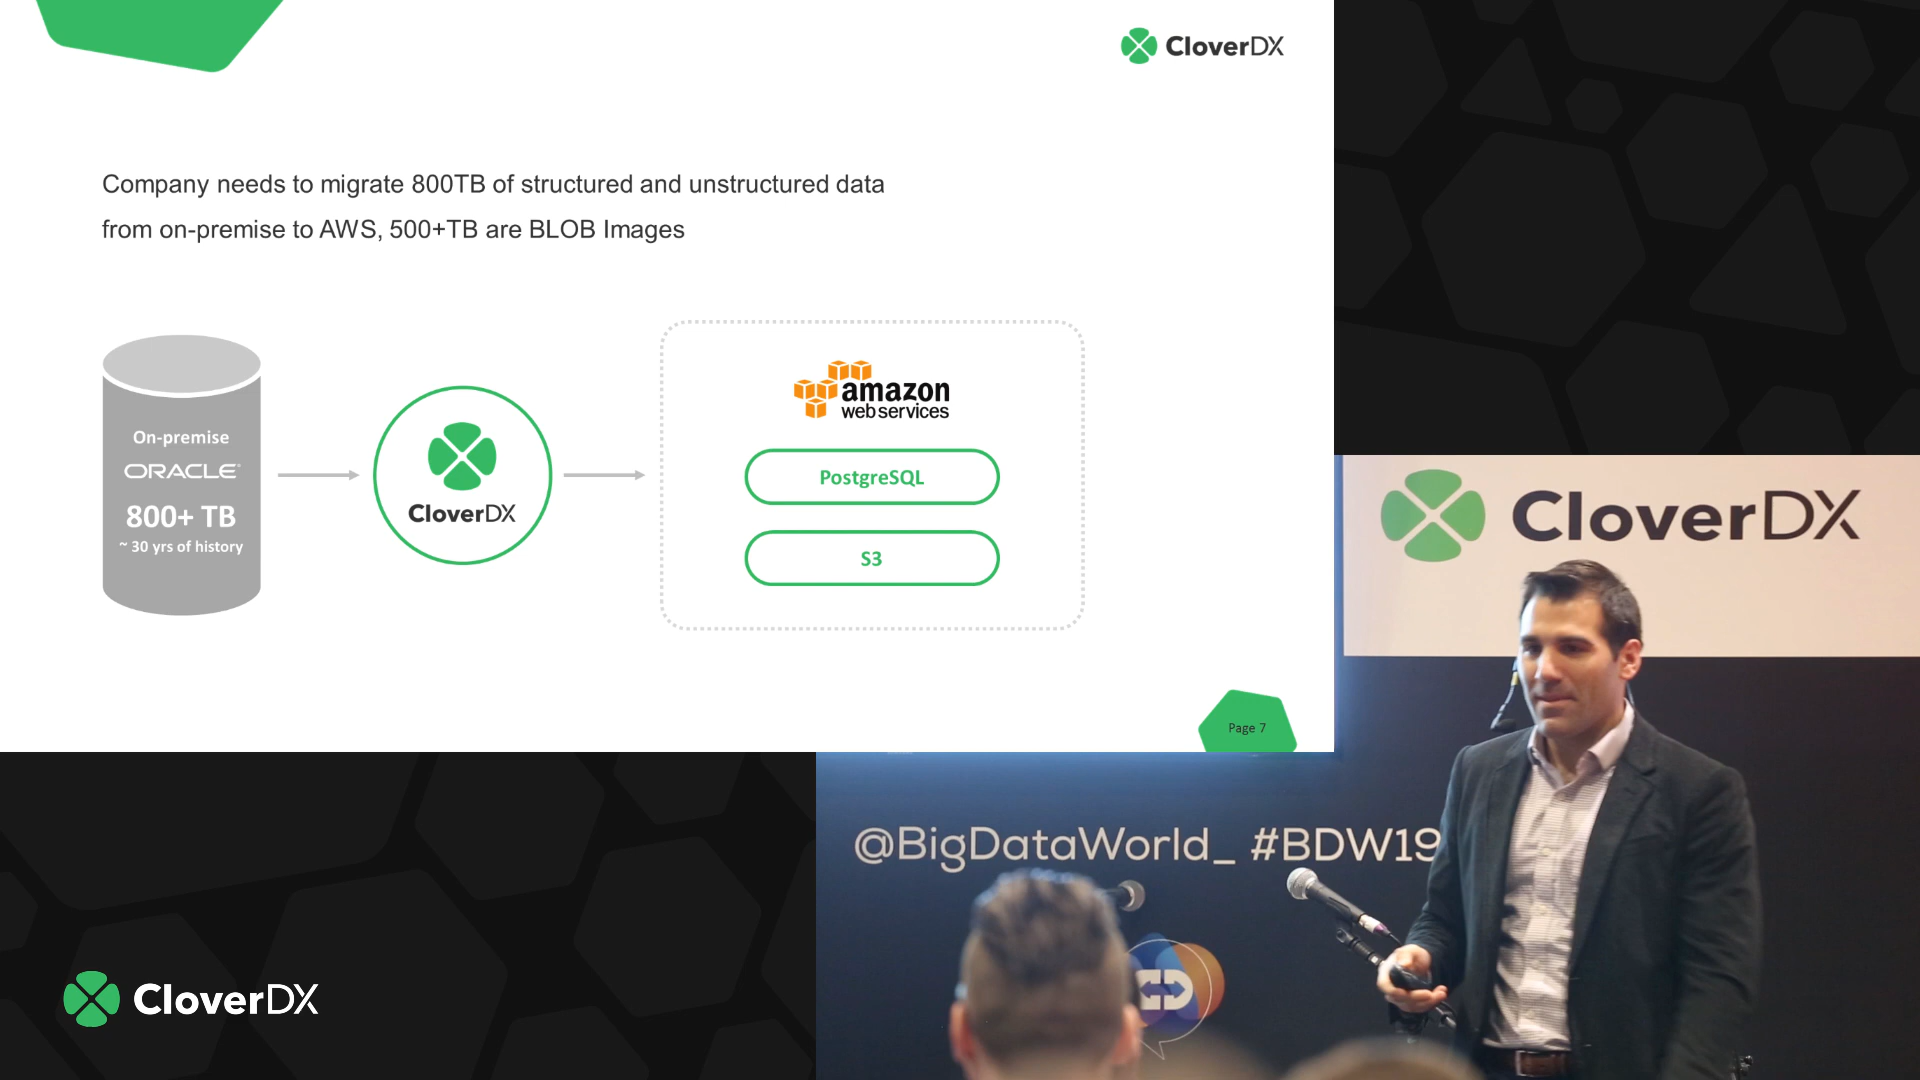 CloverDX
Company needs to migrate 800TB of structured and unstructured data
from on-premise to AWS, 500+TB are BLOB Images
On-premise
ORACLE
800+ TB
~ 30 yrs of history
CloverDX
amazon
webservices
PostgreSQL
S3
Page 7
CloverDX
@BigDataWorld_ #BDW19
CloverDX